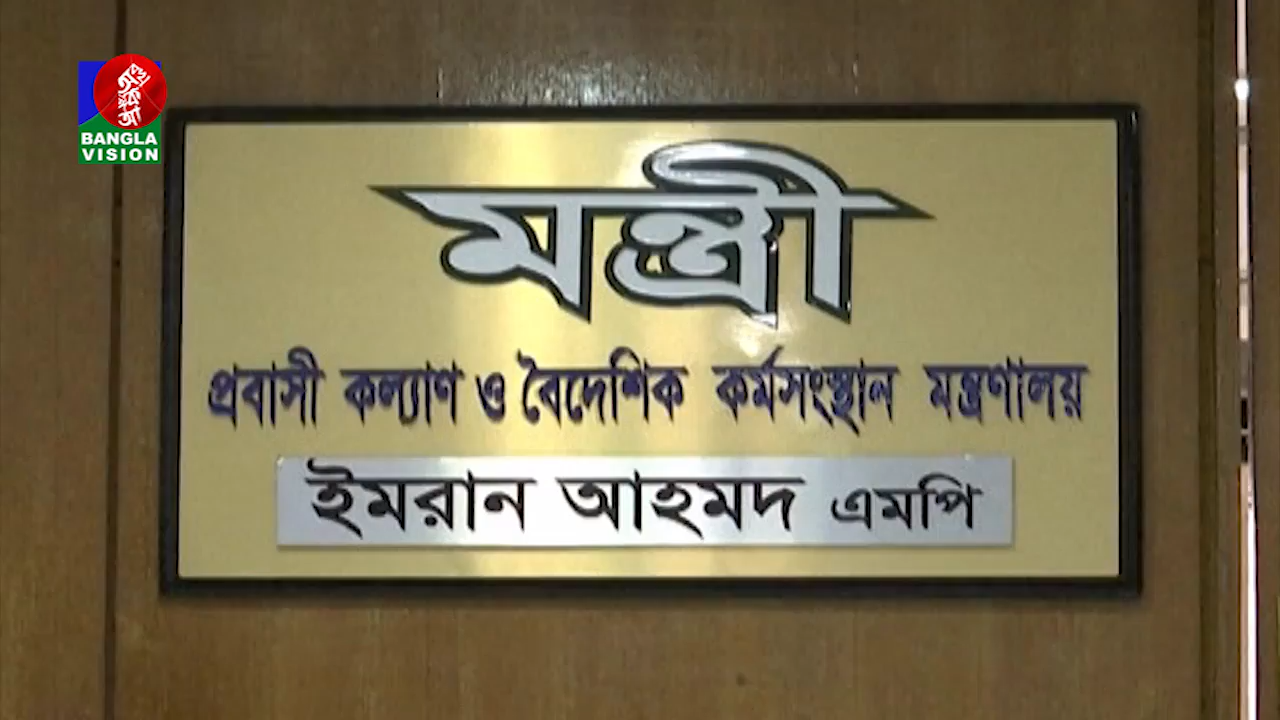 BANGLA
VISION
মন্ত্রী
প্রবাসী কল্যাণ ও বৈদেশিক কর্মসংস্থান মন্ত্রণালয়
ইমরান আহমদ এমপি